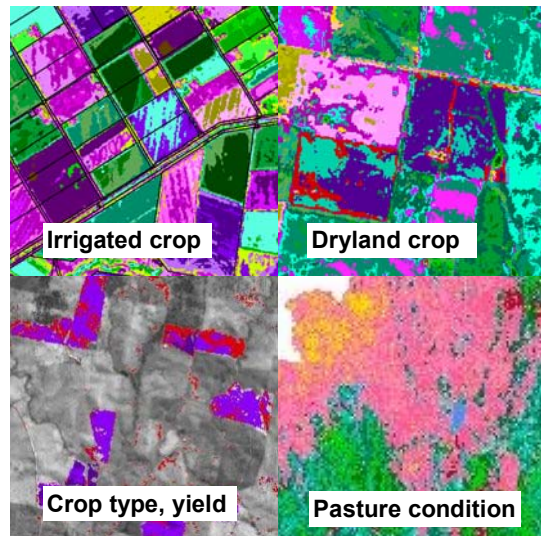 Irrigated crop
Dryland crop
Crop type, yield
Pasture condition